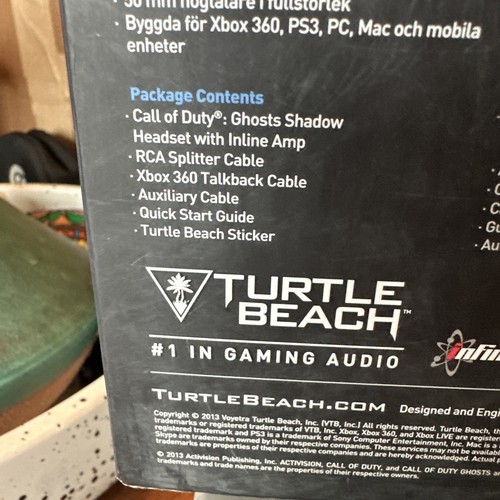 50 mm högtalare i fullstorlek
· Byggda för Xbox 360, PS3, PC, Mac och mobila
enheter
Package Contents
· Call of Duty®: Ghosts Shadow
Headset with Inline Amp
· RCA Splitter Cable
· Xbox 360 Talkback Cable
· Auxiliary Cable
· Quick Start Guide
· Turtle Beach Sticker
TURTLE
BEACH™
#1 IN GAMING AUDIO
TURTLEBEACH.COM Designed and Engi
Copyright © 2013 Voyetra Turtle Beach, Inc. (VTB, Inc.) All rights reserved. Turtle Beach, th
trademarks or registered trademarks of VTB, Inc. Xbox, Xbox 360, and Xbox LIVE are register
registered trademark and PS3 is a trademark of Sony Computer Entertainment, Inc. Mac is a
Skype are trademarks owned by their respective companies. These services may not be availabl
trademarks are properties of their respective companies and are hereby acknowledged. Actual p
© 2013 Activision Publishing, Inc. ACTIVISION, CALL OF DUTY, and CALL OF DUTY GHOSTS a
trademarks and trade names are the properties of their respective owners.